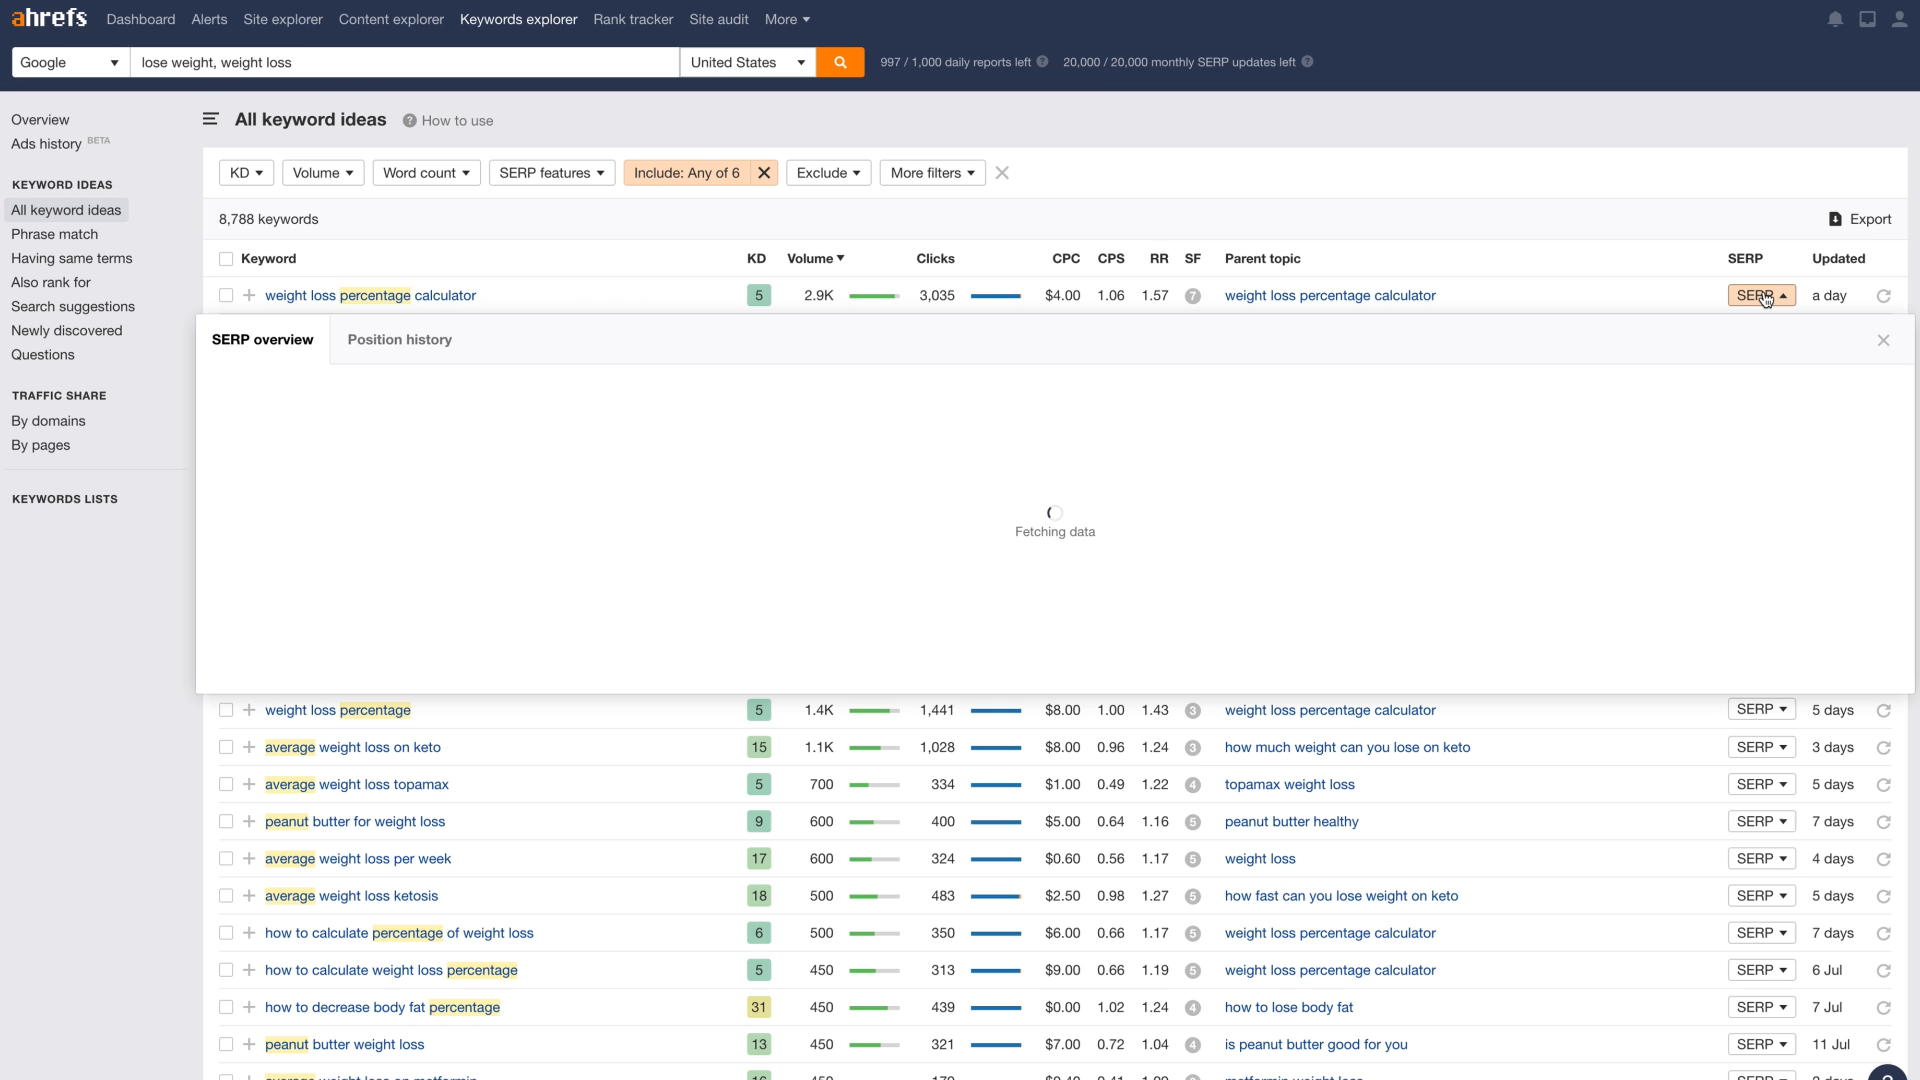 ahrefs Dashboard Alerts Site explorer Content explorer Keywords explorer Rank tracker Site audit More
Google lose weight, weight loss United States 997 / 1,000 daily reports left 20,000 / 20,000 monthly SERP updates left
Overview
Ads history BETA
KEYWORD IDEAS
All keyword ideas
Phrase match
Having same terms
Also rank for
Search suggestions
Newly discovered
Questions
TRAFFIC SHARE
By domains
By pages
KEYWORDS LISTS
All keyword ideas ? How to use
KD Volume Word count SERP features Include: Any of 6 Exclude More filters
8,788 keywords Export
Keyword KD Volume Clicks CPC CPS RR SF Parent topic SERP Updated
weight loss percentage calculator 5 2.9K 3,035 $4.00 1.06 1.57 7 weight loss percentage calculator SERP a day
SERP overview Position history
Fetching data
weight loss percentage 5 1.4K 1,441 $8.00 1.00 1.43 3 weight loss percentage calculator SERP 5 days
average weight loss on keto 15 1.1K 1,028 $8.00 0.96 1.24 3 how much weight can you lose on keto SERP 3 days
average weight loss topamax 5 700 334 $1.00 0.49 1.22 4 topamax weight loss SERP 5 days
peanut butter for weight loss 9 600 400 $5.00 0.64 1.16 5 peanut butter healthy SERP 7 days
average weight loss per week 17 600 324 $0.60 0.56 1.17 5 weight loss SERP 4 days
average weight loss ketosis 18 500 483 $2.50 0.98 1.27 5 how fast can you lose weight on keto SERP 5 days
how to calculate percentage of weight loss 6 500 350 $6.00 0.66 1.17 5 weight loss percentage calculator SERP 7 days
how to calculate weight loss percentage 5 450 313 $9.00 0.66 1.19 5 weight loss percentage calculator SERP 6 Jul
how to decrease body fat percentage 31 450 439 $0.00 1.02 1.24 4 how to lose body fat SERP 7 Jul
peanut butter weight loss 13 450 321 $7.00 0.72 1.04 4 is peanut butter good for you SERP 11 Jul